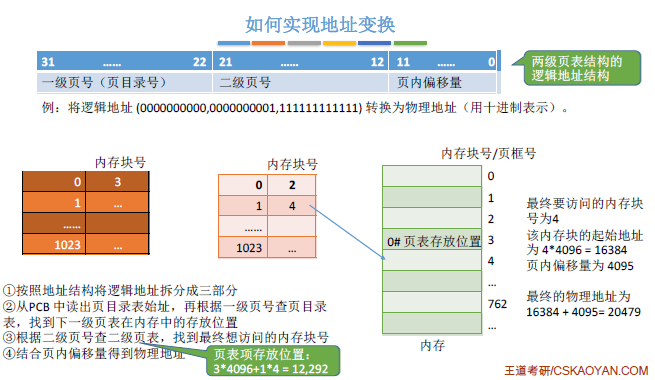 如何实现地址变换
31 …… 22 21 …… 12 11 …… 0
一级页号（页目录号） 二级页号 页内偏移量
两级页表结构的
逻辑地址结构
例：将逻辑地址 (0000000000,0000000001,111111111111) 转换为物理地址（用十进制表示）。
内存块号
0 3
1 …
……
1023 …
内存块号
0 2
1 4
……
1023 …
内存块号/页框号
0
1
2
0# 页表存放位置 3
4
…
762
…
内存
最终要访问的内存块
号为4
该内存块的起始地址
为 4*4096 = 16384
页内偏移量为 4095
最终的物理地址为
16384 + 4095= 20479
①按照地址结构将逻辑地址拆分成三部分
②从PCB 中读出页目录表始址，再根据一级页号查页目录
表，找到下一级页表在内存中的存放位置
③根据二级页号查二级页表，找到最终想访问的内存块号
④结合页内偏移量得到物理地址
页表项存放位置：
3*4096+1*4 = 12,292
王道考研/CSKAOYAN.COM